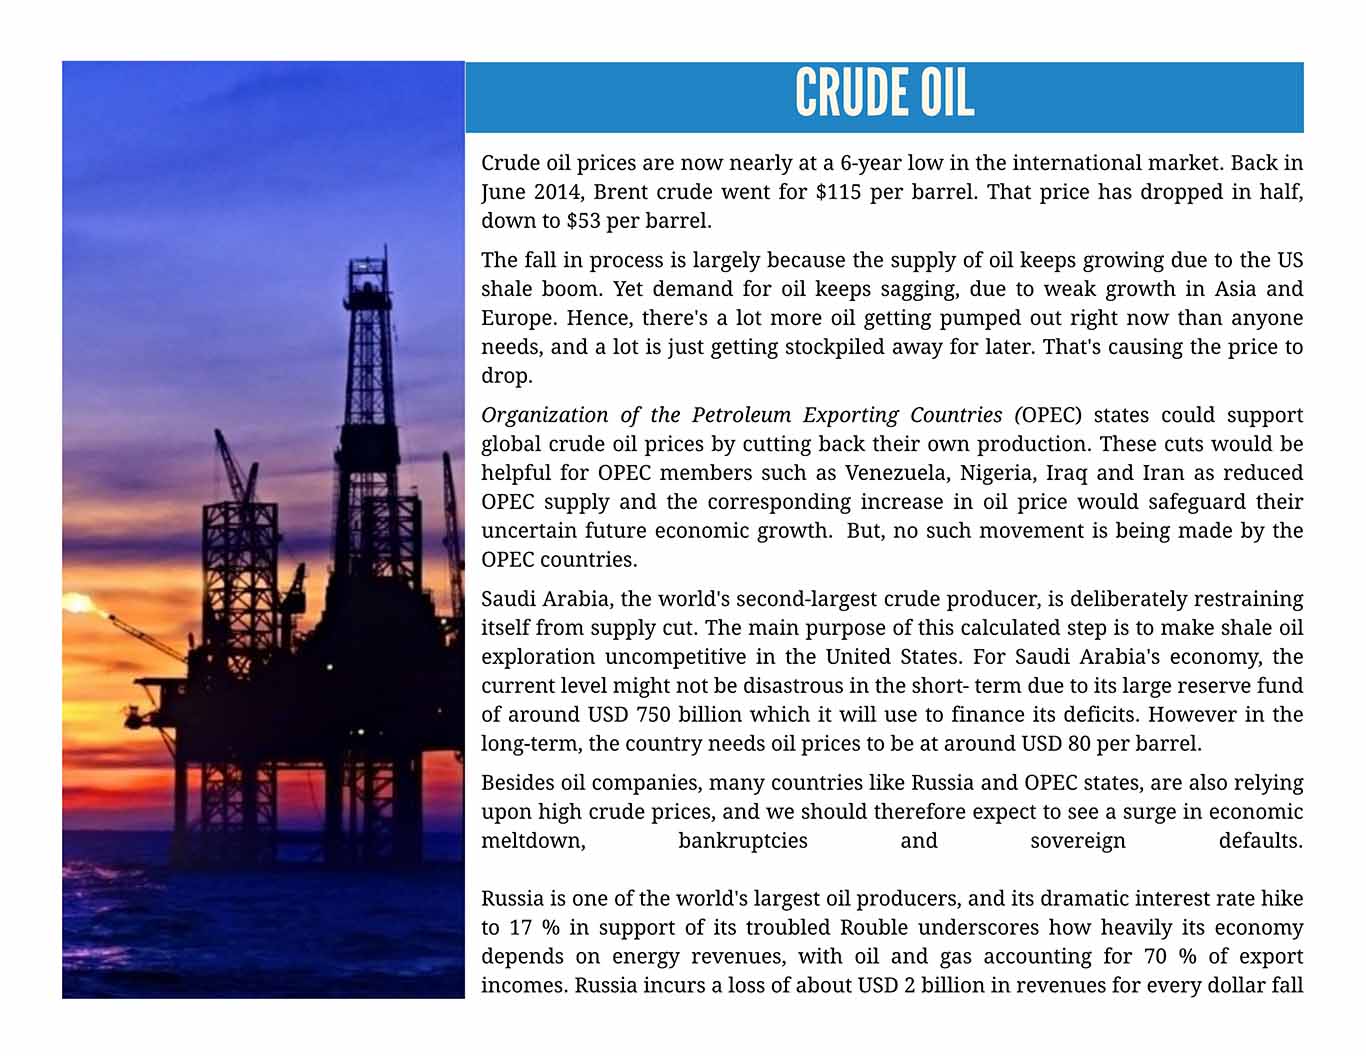 CRUDE OIL
Crude oil prices are now nearly at a 6-year low in the international market. Back in
June 2014, Brent crude went for $115 per barrel. That price has dropped in half,
down to $53 per barrel.
The fall in process is largely because the supply of oil keeps growing due to the US
shale boom. Yet demand for oil keeps sagging, due to weak growth in Asia and
Europe. Hence, there's a lot more oil getting pumped out right now than anyone
needs, and a lot is just getting stockpiled away for later. That's causing the price to
drop.
Organization of the Petroleum Exporting Countries (OPEC) states could support
global crude oil prices by cutting back their own production. These cuts would be
helpful for OPEC members such as Venezuela, Nigeria, Iraq and Iran as reduced
OPEC supply and the corresponding increase in oil price would safeguard their
uncertain future economic growth. But, no such movement is being made by the
OPEC countries.
Saudi Arabia, the world's second-largest crude producer, is deliberately restraining
itself from supply cut. The main purpose of this calculated step is to make shale oil
exploration uncompetitive in the United States. For Saudi Arabia's economy, the
current level might not be disastrous in the short- term due to its large reserve fund
of around USD 750 billion which it will use to finance its deficits. However in the
long-term, the country needs oil prices to be at around USD 80 per barrel.
Besides oil companies, many countries like Russia and OPEC states, are also relying
upon high crude prices, and we should therefore expect to see a surge in economic
meltdown, bankruptcies and sovereign defaults.
Russia is one of the world's largest oil producers, and its dramatic interest rate hike
to 17 % in support of its troubled Rouble underscores how heavily its economy
depends on energy revenues, with oil and gas accounting for 70 % of export
incomes. Russia incurs a loss of about USD 2 billion in revenues for every dollar fall